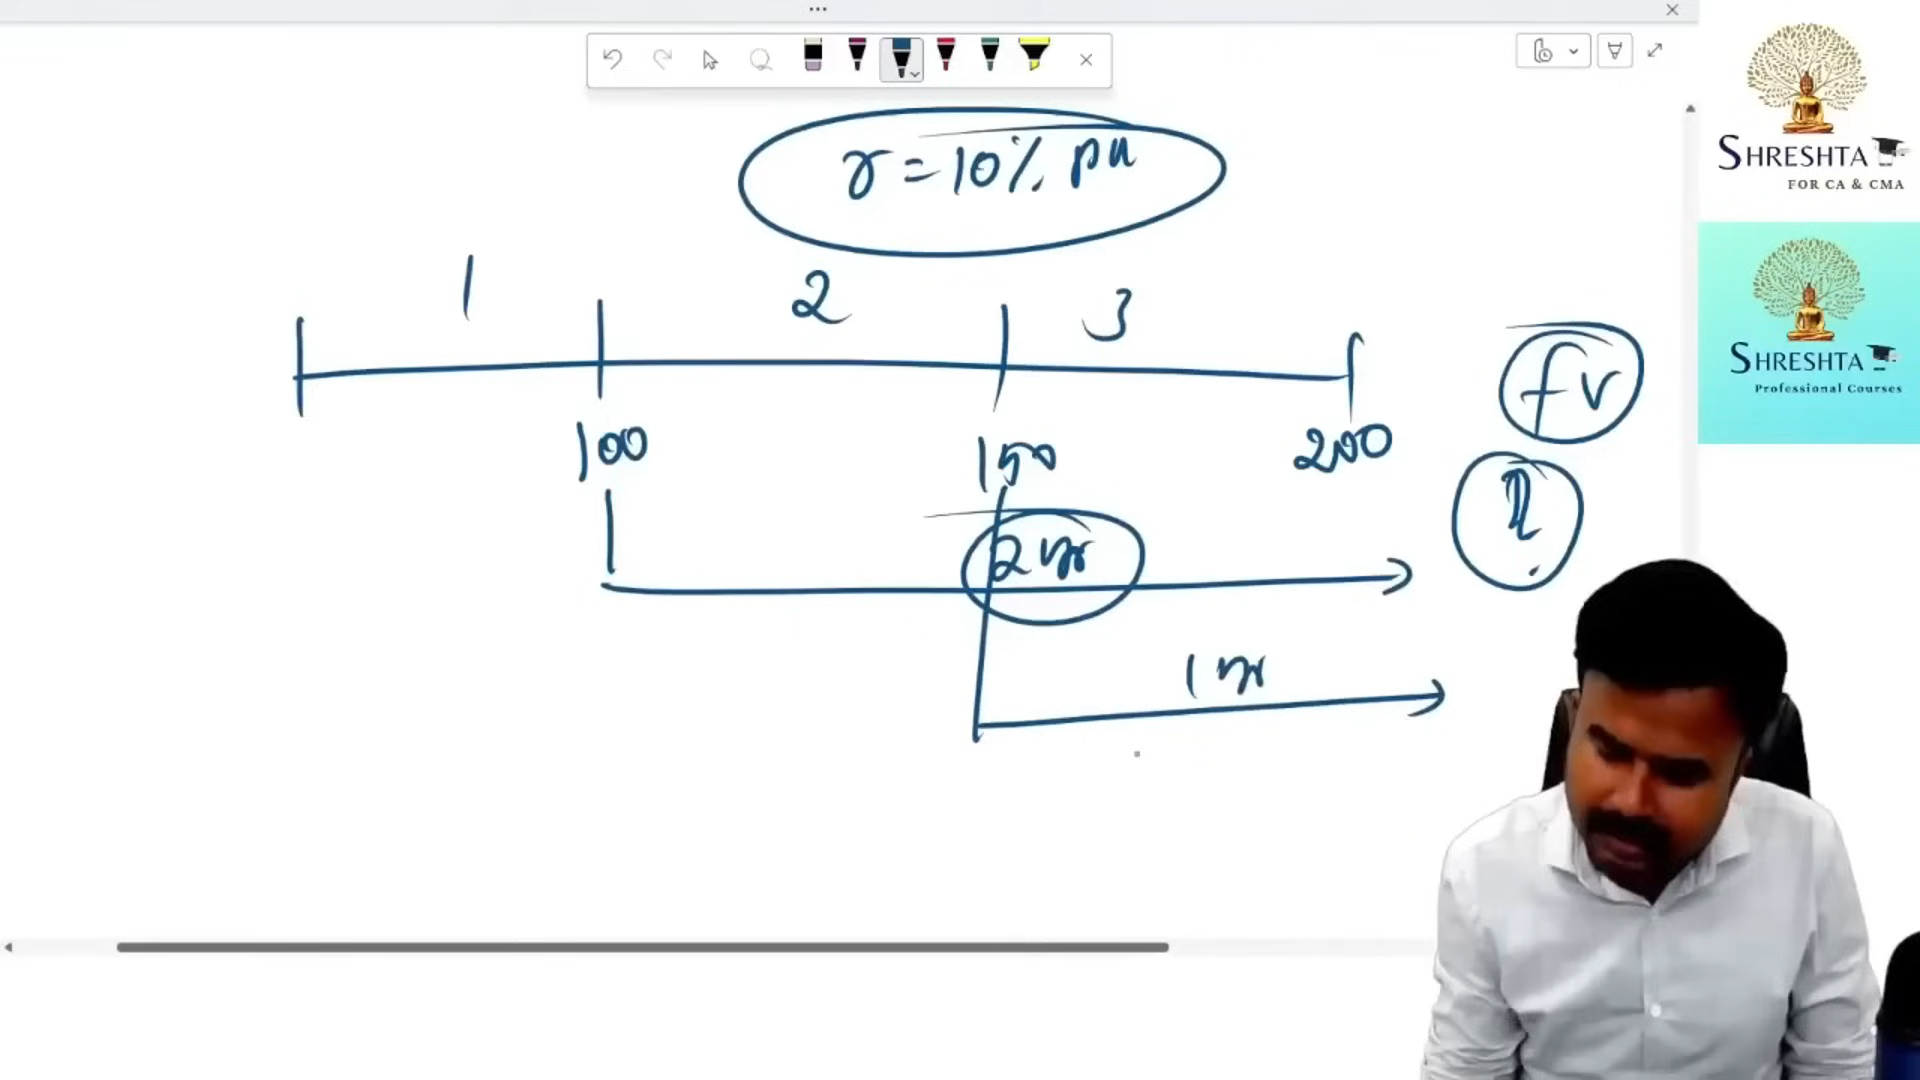 r = 10% pa
1 2 3
100 150 200
fv
?
2 yr
1 yr
SHRESHTA
FOR CA & CMA
SHRESHTA
Professional Courses